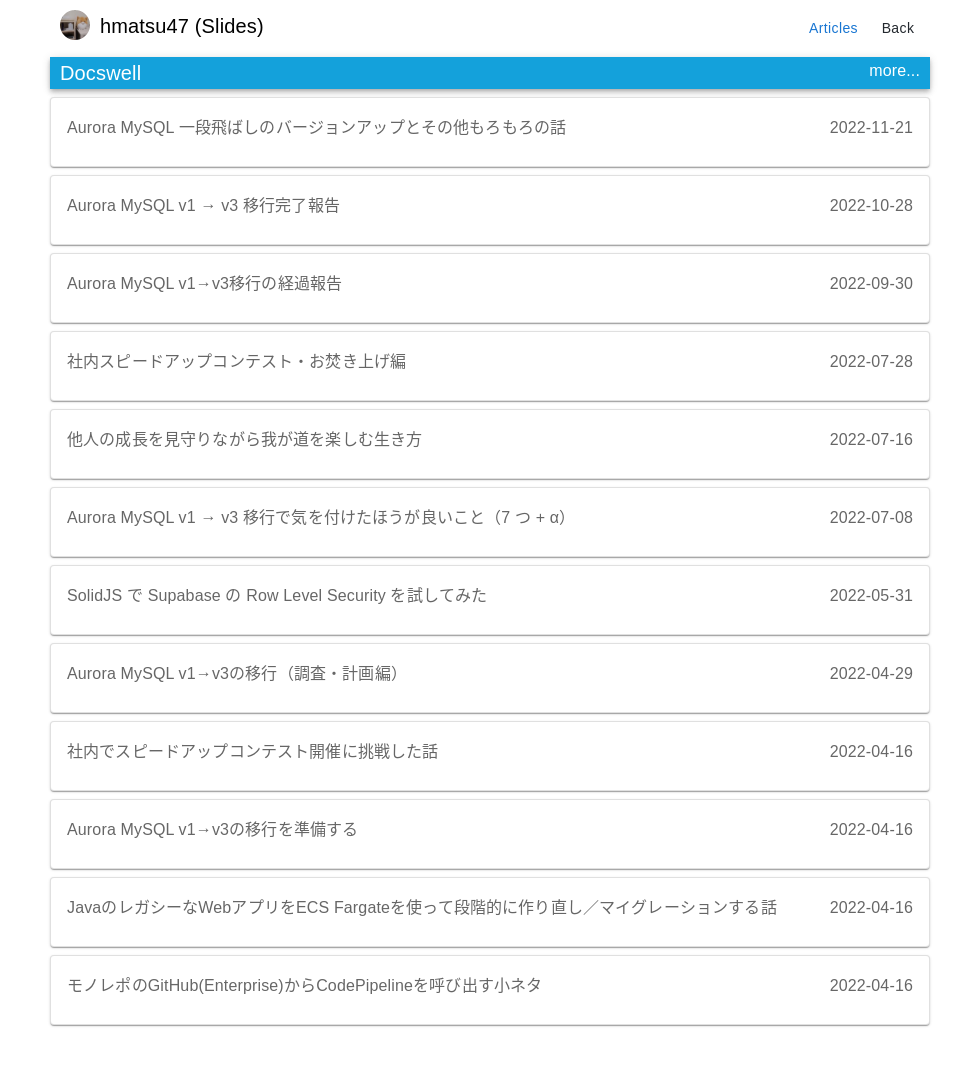 hmatsu47 (Slides)
Articles Back
Docswell more...
Aurora MySQL 一段飛ばしのバージョンアップとその他もろもろの話 2022-11-21
Aurora MySQL v1 → v3 移行完了報告 2022-10-28
Aurora MySQL v1→v3移行の経過報告 2022-09-30
社内スピードアップコンテスト・お焚き上げ編 2022-07-28
他人の成長を見守りながら我が道を楽しむ生き方 2022-07-16
Aurora MySQL v1 → v3 移行で気を付けたほうが良いこと（7 つ + α） 2022-07-08
SolidJS で Supabase の Row Level Security を試してみた 2022-05-31
Aurora MySQL v1→v3の移行（調査・計画編） 2022-04-29
社内でスピードアップコンテスト開催に挑戦した話 2022-04-16
Aurora MySQL v1→v3の移行を準備する 2022-04-16
JavaのレガシーなWebアプリをECS Fargateを使って段階的に作り直し／マイグレーションする話 2022-04-16
モノレポのGitHub(Enterprise)からCodePipelineを呼び出す小ネタ 2022-04-16